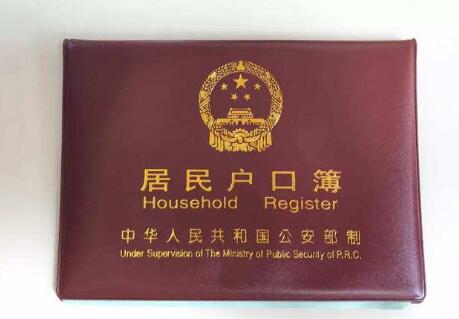 居民户口簿
Household Register
中华人民共和国公安部制
Under Supervision of The Ministry of Public Security of P.R.C.